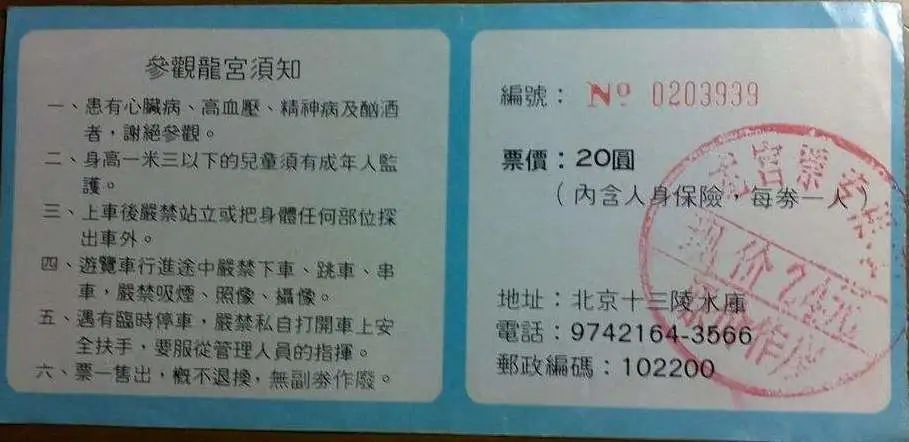 參觀龍宮須知
一、患有心臟病、高血壓、精神病及酗酒
者，謝絕參觀。
二、身高一米三以下的兒童須有成年人監
護。
三、上車後嚴禁站立或把身體任何部位探
出車外。
四、遊覽車行進途中嚴禁下車、跳車、串
車，嚴禁吸煙、照像、攝像。
五、遇有臨時停車，嚴禁私自打開車上安
全扶手，要服從管理人員的指揮。
六、票一售出，概不退換，無副券作廢。
編號：No 0203939
票價：20圓
（內含人身保險，每券一人）
地址：北京十三陵水庫
電話：9742164-3566
郵政編碼：102200